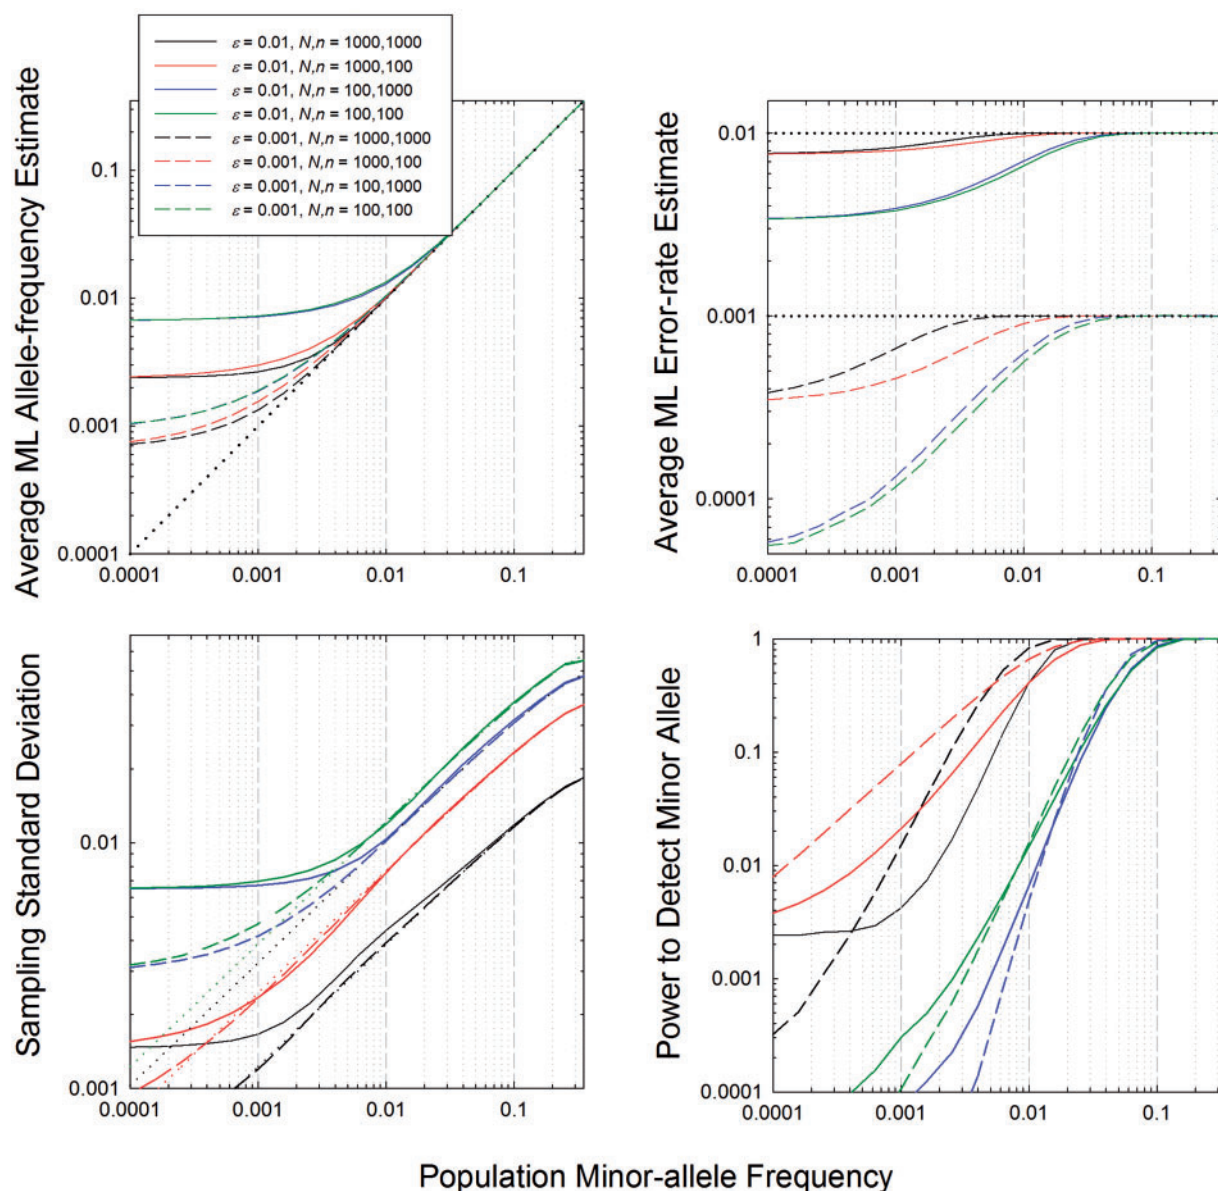 ε = 0.01, N,n = 1000,1000
ε = 0.01, N,n = 1000,100
ε = 0.01, N,n = 100,1000
ε = 0.01, N,n = 100,100
ε = 0.001, N,n = 1000,1000
ε = 0.001, N,n = 1000,100
ε = 0.001, N,n = 100,1000
ε = 0.001, N,n = 100,100
Average ML Allele-frequency Estimate
0.1
0.01
0.001
0.0001
0.0001 0.001 0.01 0.1
Average ML Error-rate Estimate
0.01
0.001
0.0001
0.0001 0.001 0.01 0.1
Sampling Standard Deviation
0.01
0.001
0.0001 0.001 0.01 0.1
Power to Detect Minor Allele
1
0.1
0.01
0.001
0.0001
0.0001 0.001 0.01 0.1
Population Minor-allele Frequency